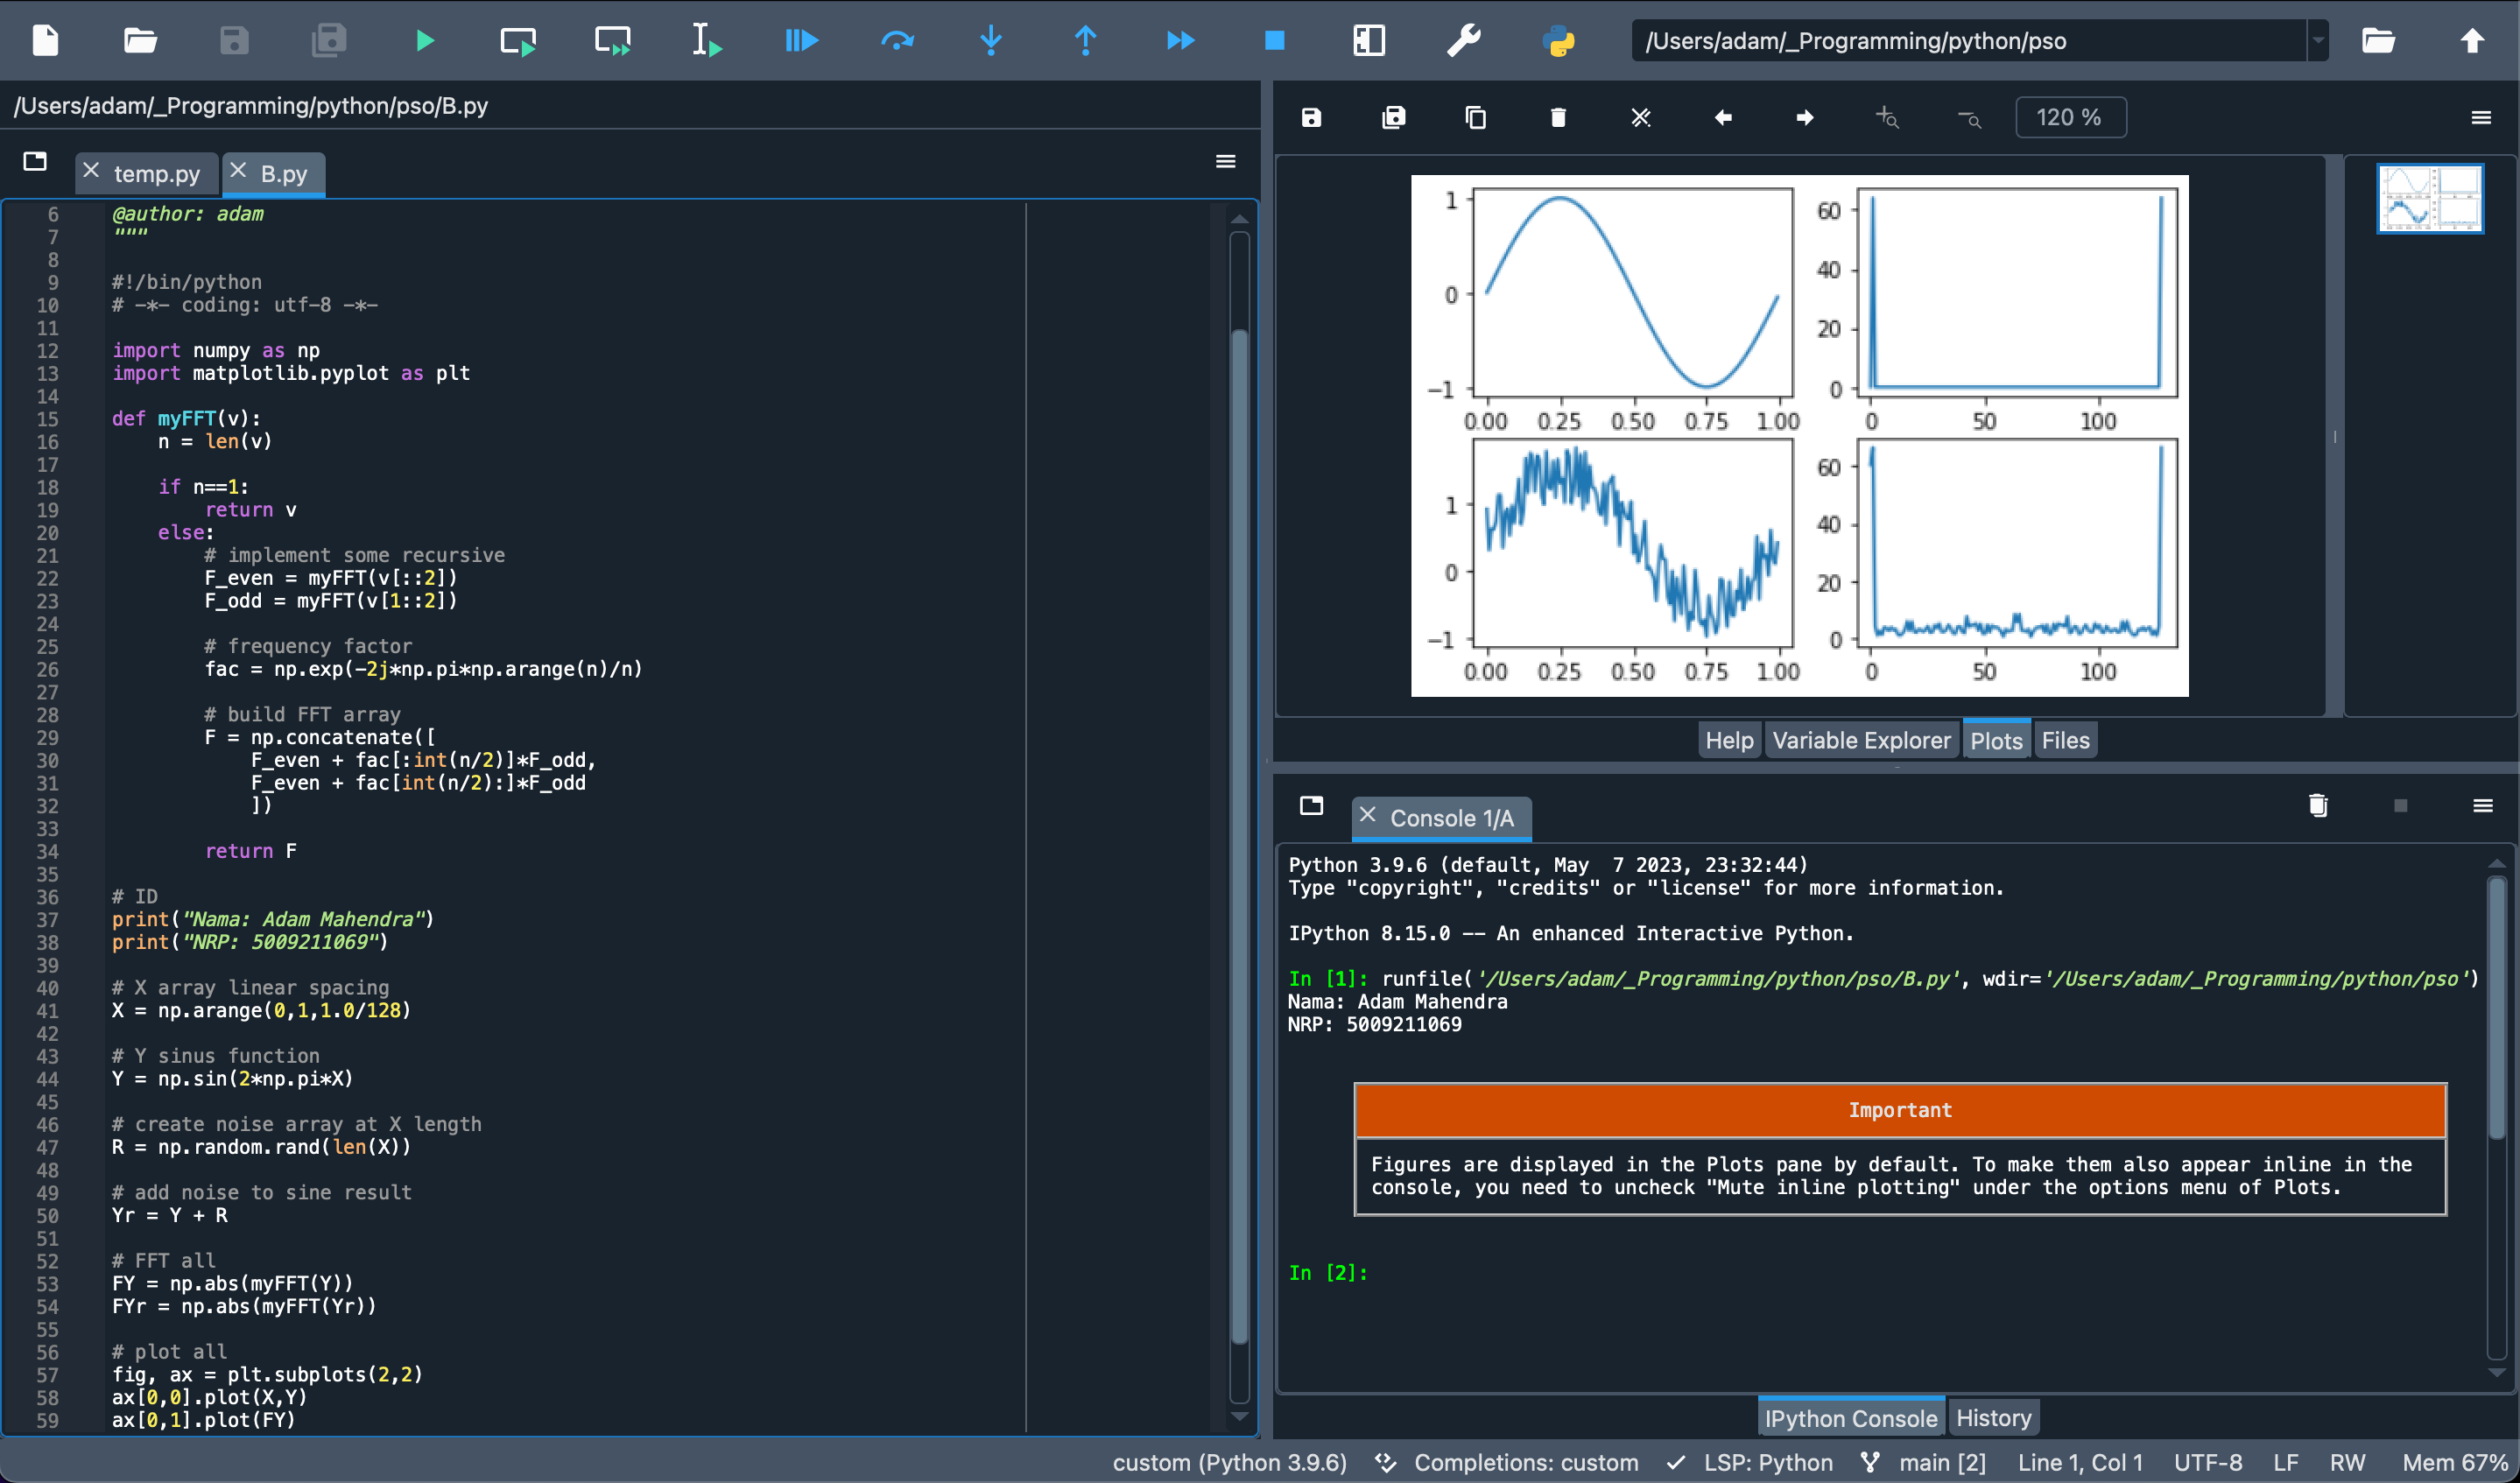 /Users/adam/_Programming/python/pso
/Users/adam/_Programming/python/pso/B.py
temp.py
B.py
6 @author: adam
7 """
8
9 #!/bin/python
10 # -*- coding: utf-8 -*-
11
12 import numpy as np
13 import matplotlib.pyplot as plt
14
15 def myFFT(v):
16     n = len(v)
17
18     if n==1:
19         return v
20     else:
21         # implement some recursive
22         F_even = myFFT(v[::2])
23         F_odd = myFFT(v[1::2])
24
25         # frequency factor
26         fac = np.exp(-2j*np.pi*np.arange(n)/n)
27
28         # build FFT array
29         F = np.concatenate([
30             F_even + fac[:int(n/2)]*F_odd,
31             F_even + fac[int(n/2):]*F_odd
32             ])
33
34         return F
35
36 # ID
37 print("Nama: Adam Mahendra")
38 print("NRP: 5009211069")
39
40 # X array linear spacing
41 X = np.arange(0,1,1.0/128)
42
43 # Y sinus function
44 Y = np.sin(2*np.pi*X)
45
46 # create noise array at X length
47 R = np.random.rand(len(X))
48
49 # add noise to sine result
50 Yr = Y + R
51
52 # FFT all
53 FY = np.abs(myFFT(Y))
54 FYr = np.abs(myFFT(Yr))
55
56 # plot all
57 fig, ax = plt.subplots(2,2)
58 ax[0,0].plot(X,Y)
59 ax[0,1].plot(FY)
120 %
1
0
−1
0.00 0.25 0.50 0.75 1.00
60
40
20
0
0 50 100
1
0
−1
0.00 0.25 0.50 0.75 1.00
60
40
20
0
0 50 100
Help Variable Explorer Plots Files
Console 1/A
Python 3.9.6 (default, May  7 2023, 23:32:44)
Type "copyright", "credits" or "license" for more information.
IPython 8.15.0 -- An enhanced Interactive Python.
In [1]: runfile('/Users/adam/_Programming/python/pso/B.py', wdir='/Users/adam/_Programming/python/pso')
Nama: Adam Mahendra
NRP: 5009211069
Important
Figures are displayed in the Plots pane by default. To make them also appear inline in the
console, you need to uncheck "Mute inline plotting" under the options menu of Plots.
In [2]:
IPython Console History
custom (Python 3.9.6) Completions: custom LSP: Python main [2] Line 1, Col 1 UTF-8 LF RW Mem 67%